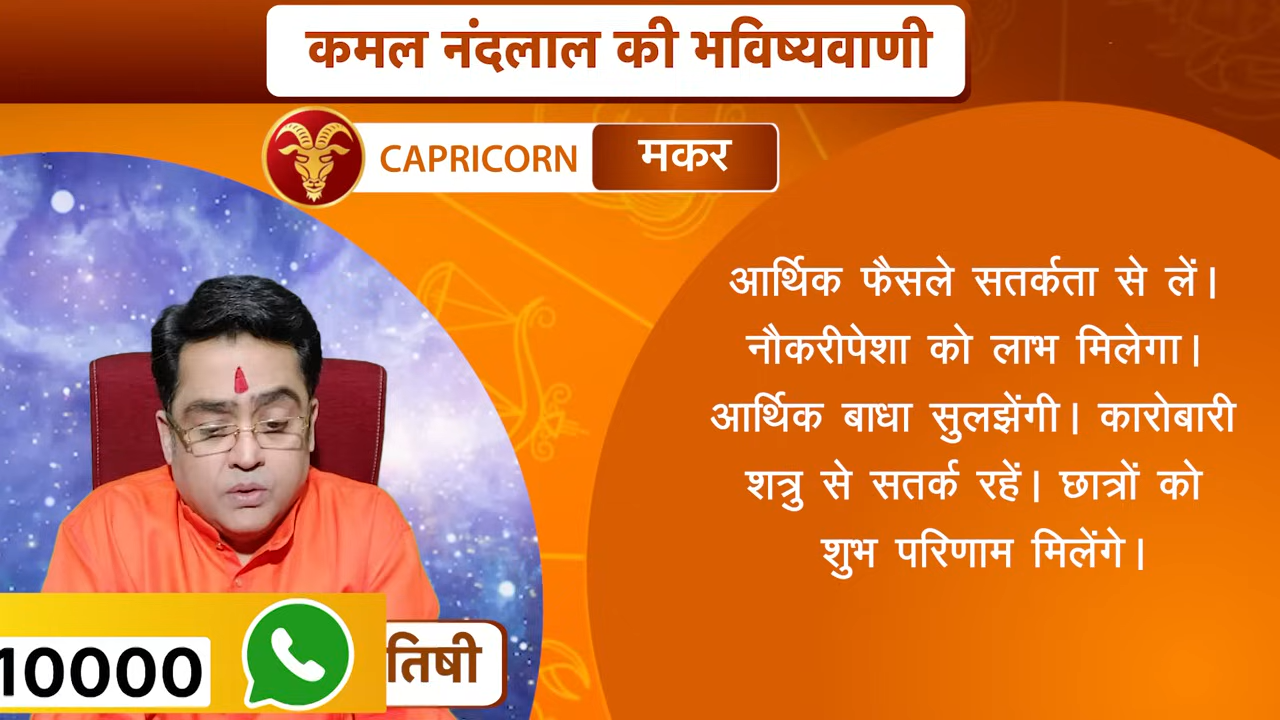 कमल नंदलाल की भविष्यवाणी
CAPRICORN मकर
आर्थिक फैसले सतर्कता से लें।
नौकरीपेशा को लाभ मिलेगा।
आर्थिक बाधा सुलझेंगी। कारोबारी
शत्रु से सतर्क रहें। छात्रों को
शुभ परिणाम मिलेंगे।
10000
तिषी